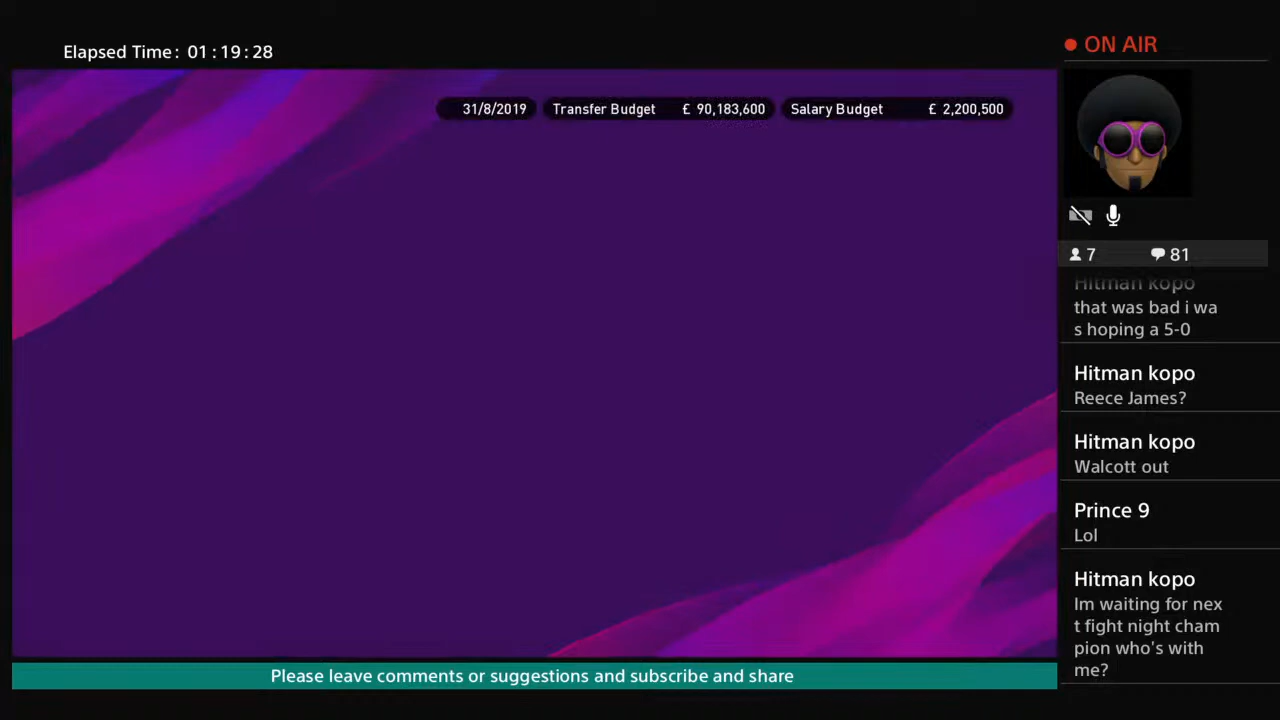 Elapsed Time: 01:19:28
ON AIR
31/8/2019 Transfer Budget £ 90,183,600 Salary Budget £ 2,200,500
7 81
Hitman kopo
that was bad i wa
s hoping a 5-0
Hitman kopo
Reece James?
Hitman kopo
Walcott out
Prince 9
Lol
Hitman kopo
Im waiting for nex
t fight night cham
pion who's with
me?
Please leave comments or suggestions and subscribe and share